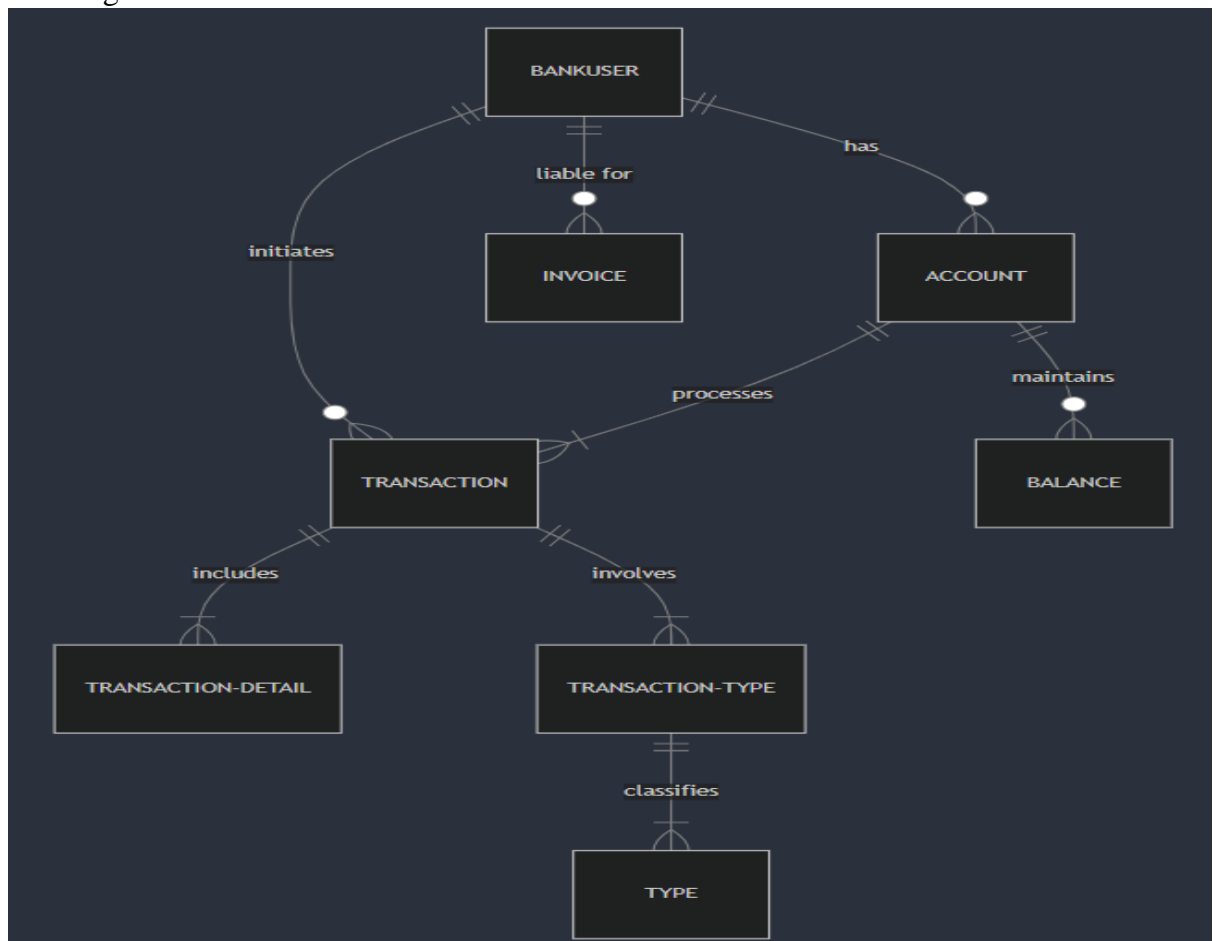 BANKUSER
has
liable for
initiates
INVOICE
ACCOUNT
maintains
processes
TRANSACTION
BALANCE
includes
involves
TRANSACTION-DETAIL
TRANSACTION-TYPE
classifies
TYPE